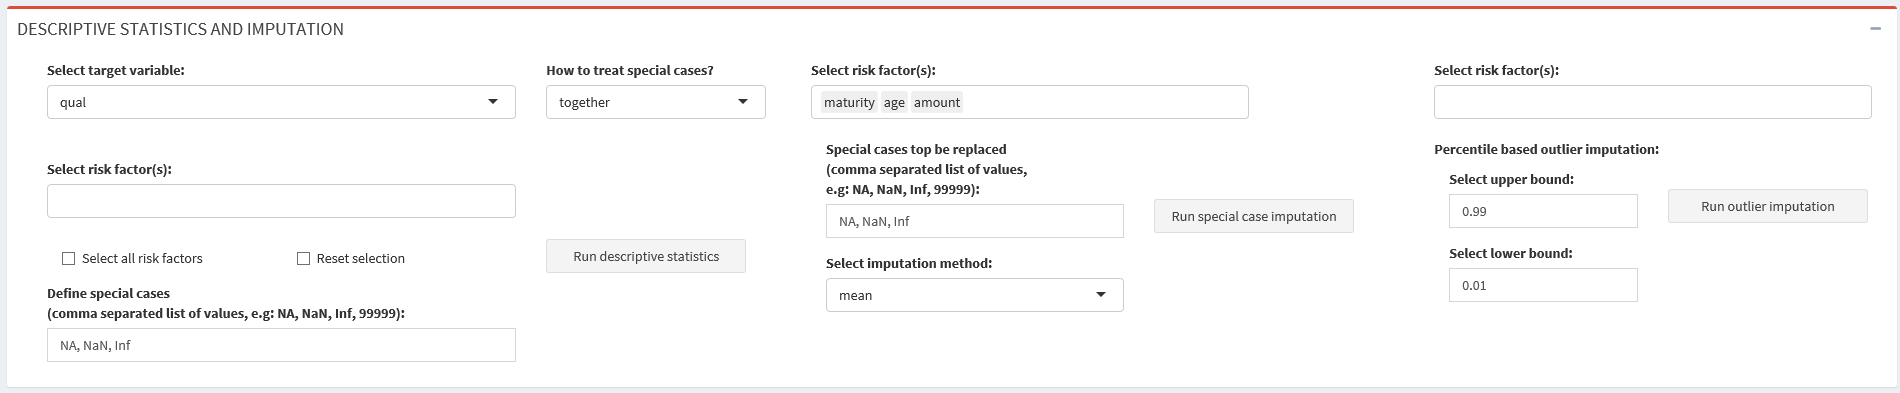 DESCRIPTIVE STATISTICS AND IMPUTATION
Select target variable:
qual
Select risk factor(s):
Select all risk factors
Reset selection
Define special cases
(comma separated list of values, e.g: NA, NaN, Inf, 99999):
NA, NaN, Inf
How to treat special cases?
together
Run descriptive statistics
Select risk factor(s):
maturity age amount
Special cases top be replaced
(comma separated list of values,
e.g: NA, NaN, Inf, 99999):
NA, NaN, Inf
Run special case imputation
Select imputation method:
mean
Select risk factor(s):
Percentile based outlier imputation:
Select upper bound:
0.99
Run outlier imputation
Select lower bound:
0.01